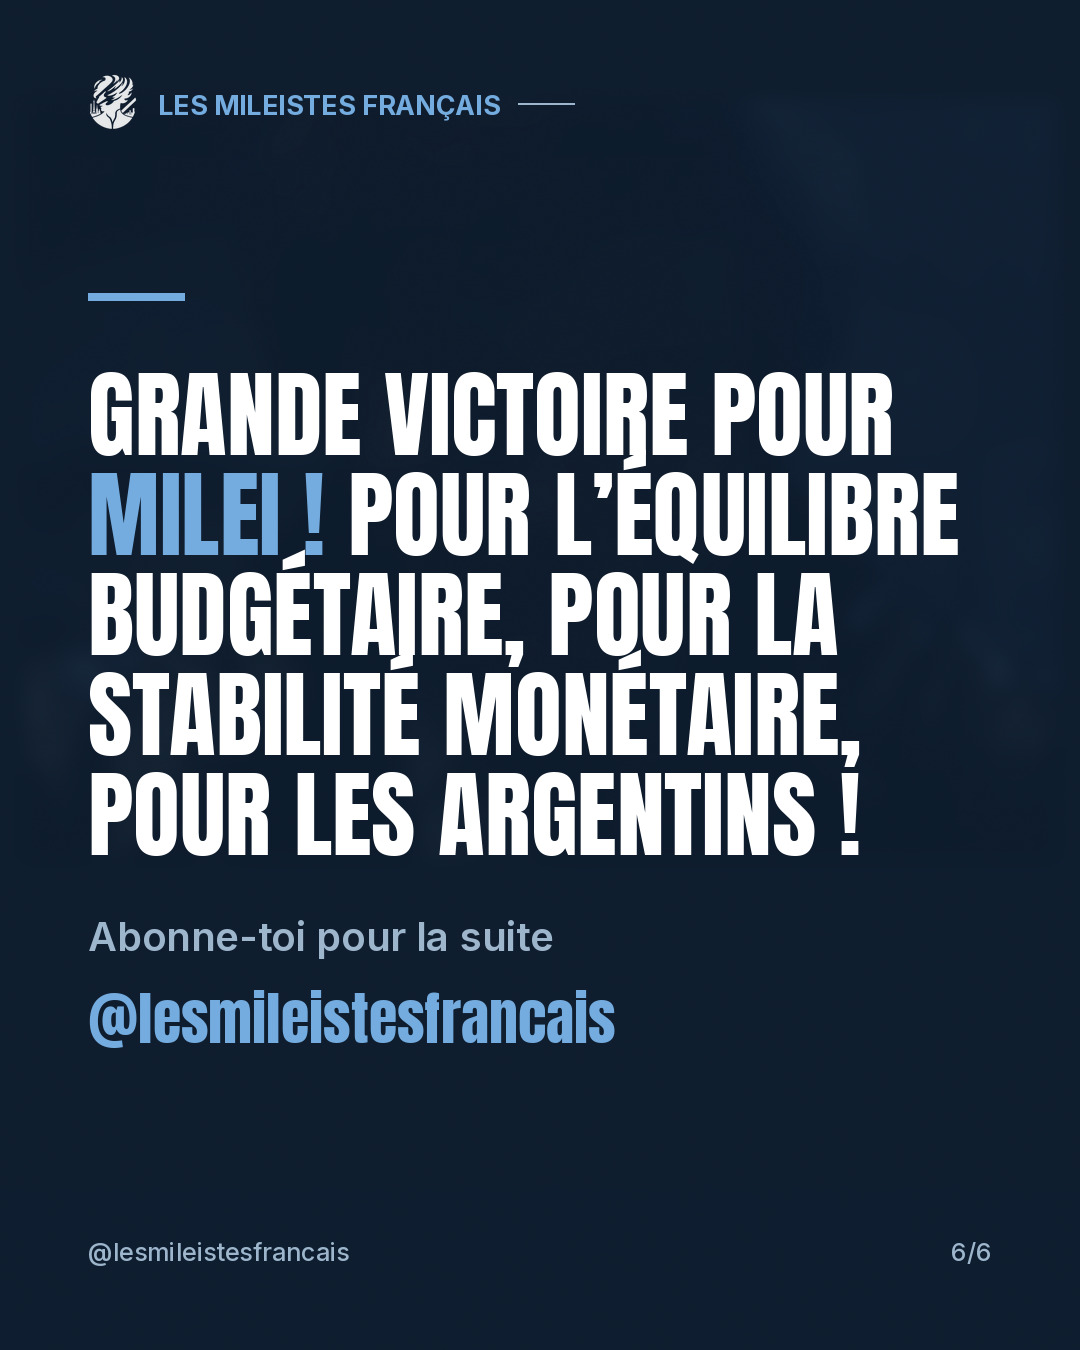 LES MILEISTES FRANÇAIS
GRANDE VICTOIRE POUR
MILEI ! POUR L’ÉQUILIBRE
BUDGÉTAIRE, POUR LA
STABILITÉ MONÉTAIRE,
POUR LES ARGENTINS !
Abonne-toi pour la suite
@lesmileistesfrancais
@lesmileistesfrancais
6/6